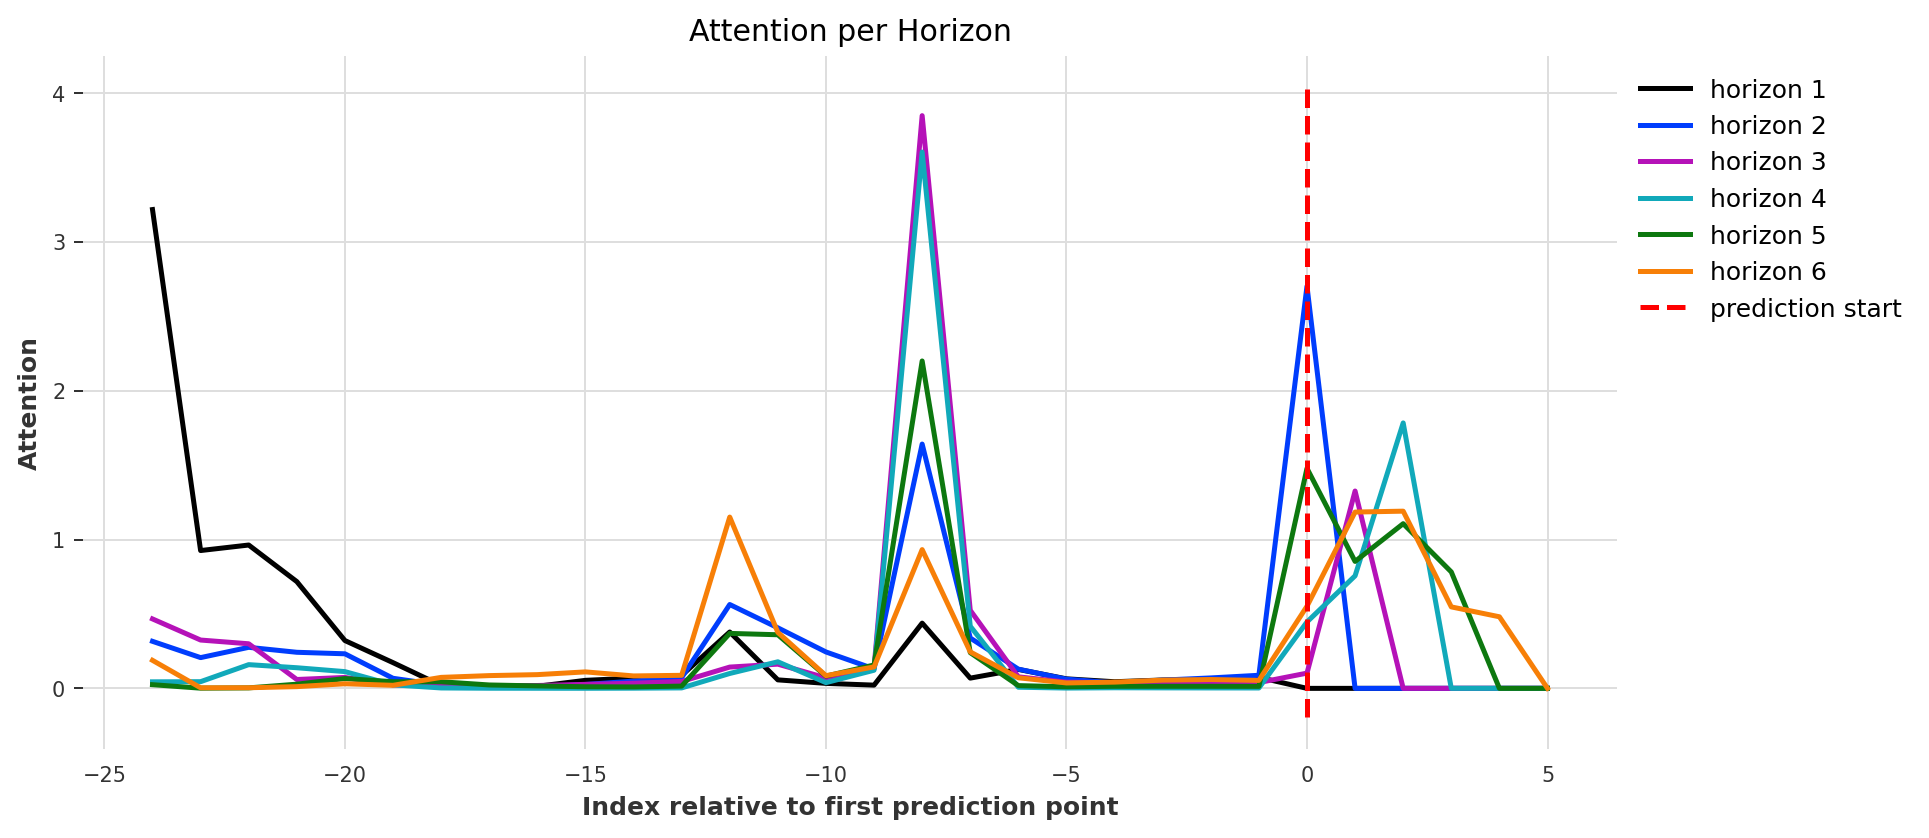 Attention per Horizon
4
3
2
1
0
Attention
−25
−20
−15
−10
−5
0
5
Index relative to first prediction point
horizon 1
horizon 2
horizon 3
horizon 4
horizon 5
horizon 6
prediction start